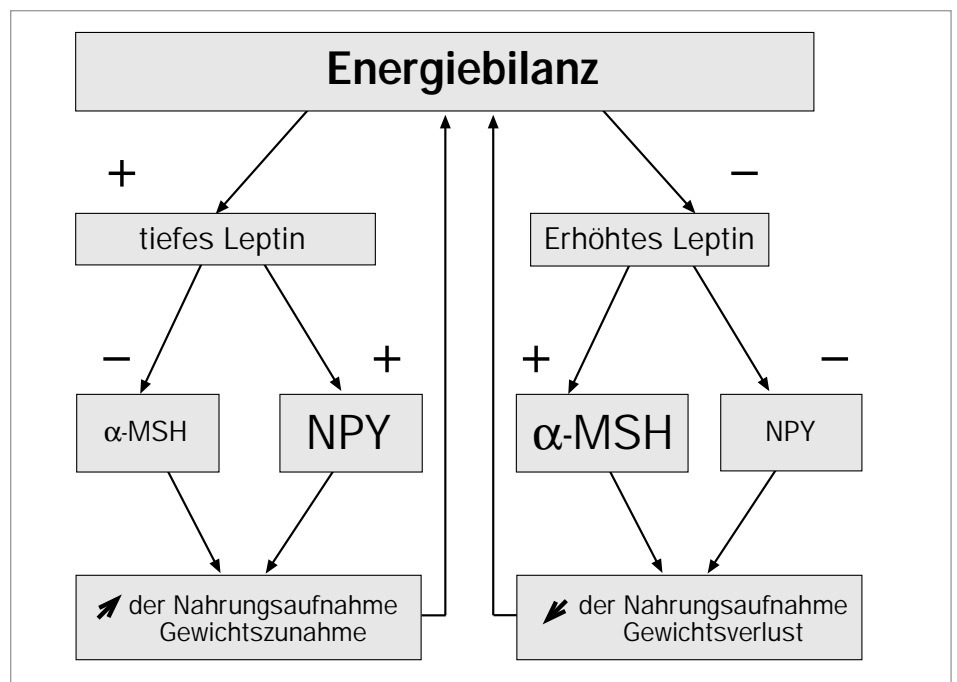 Energiebilanz
+
−
tiefes Leptin
Erhöhtes Leptin
−
+
+
−
α-MSH
NPY
α-MSH
NPY
der Nahrungsaufnahme
Gewichtszunahme
der Nahrungsaufnahme
Gewichtsverlust